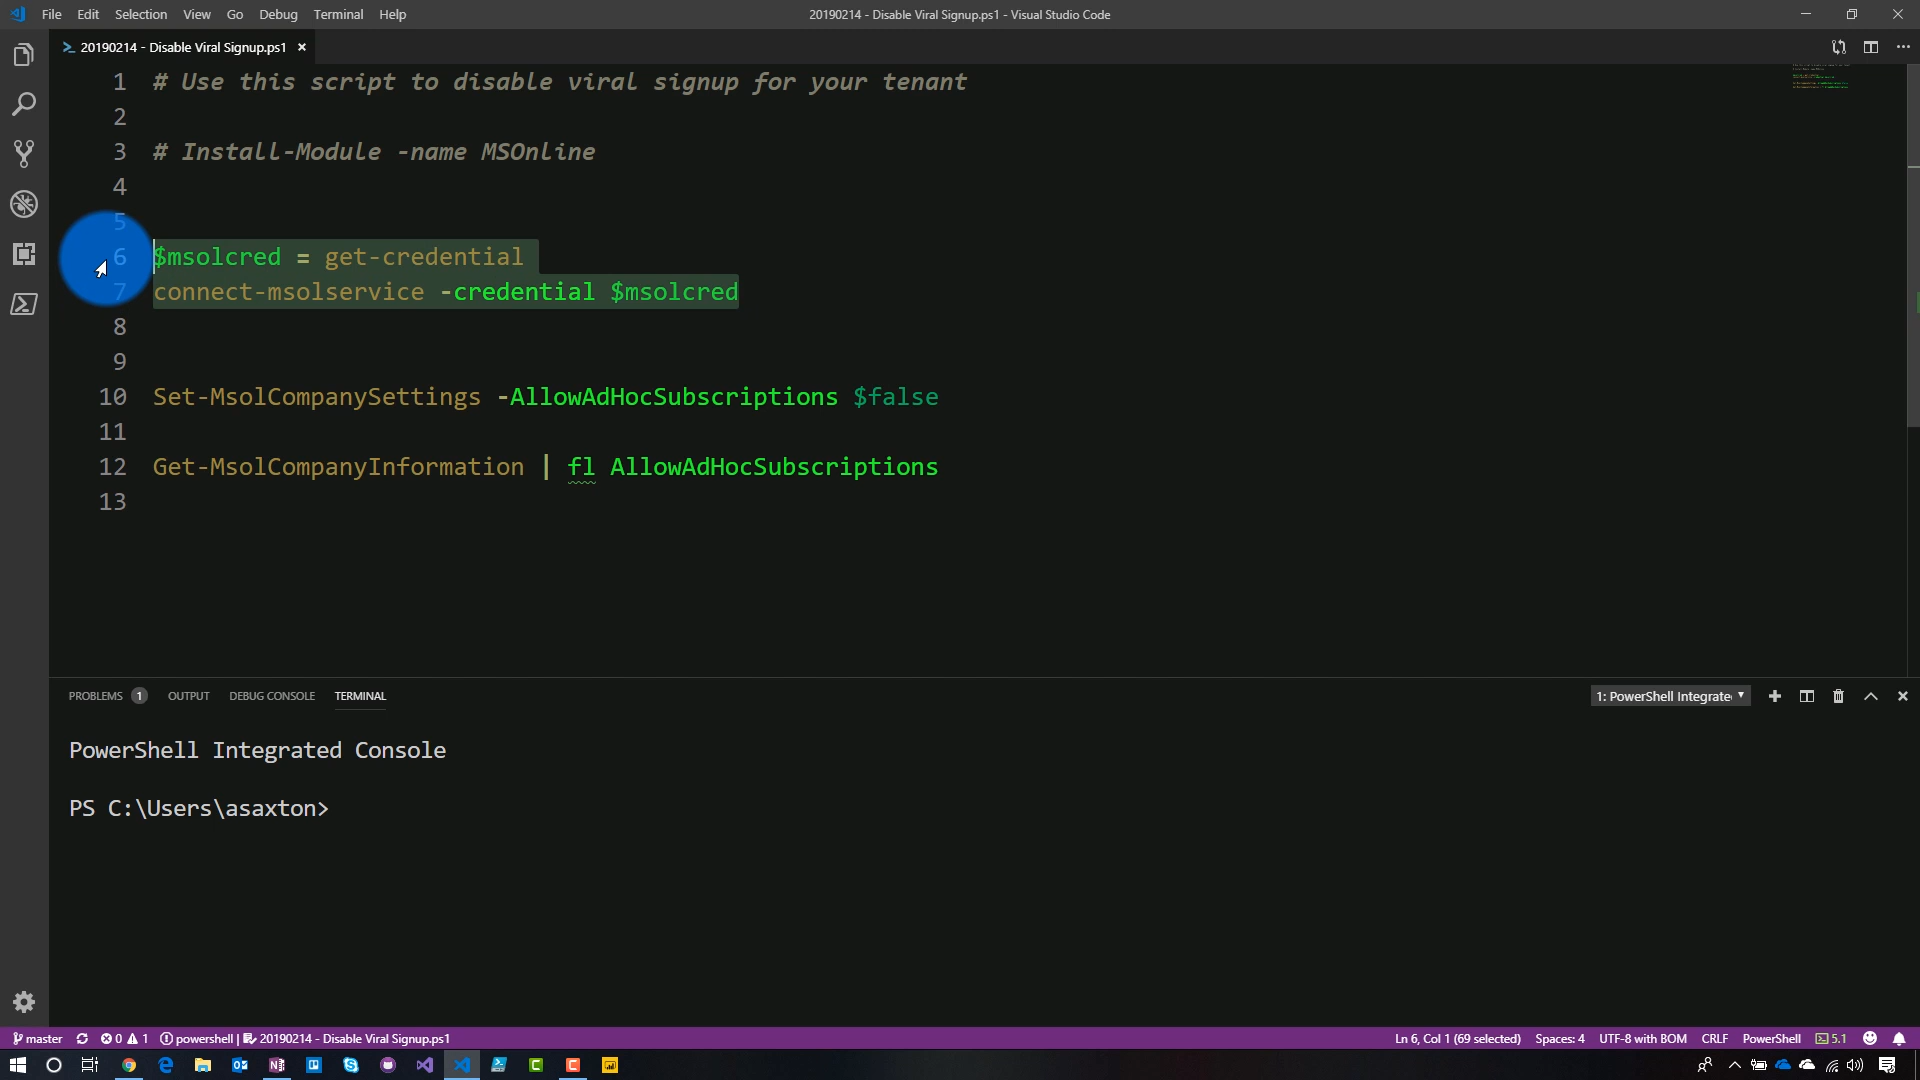 File Edit Selection View Go Debug Terminal Help
20190214 - Disable Viral Signup.ps1 - Visual Studio Code
20190214 - Disable Viral Signup.ps1
1 # Use this script to disable viral signup for your tenant
2
3 # Install-Module -name MSOnline
4
5
6 $msolcred = get-credential
7 connect-msolservice -credential $msolcred
8
9
10 Set-MsolCompanySettings -AllowAdHocSubscriptions $false
11
12 Get-MsolCompanyInformation | fl AllowAdHocSubscriptions
13
PROBLEMS 1 OUTPUT DEBUG CONSOLE TERMINAL
1: PowerShell Integrate
PowerShell Integrated Console
PS C:\Users\asaxton>
master 0 1 powershell | 20190214 - Disable Viral Signup.ps1
Ln 6, Col 1 (69 selected) Spaces: 4 UTF-8 with BOM CRLF PowerShell 5.1